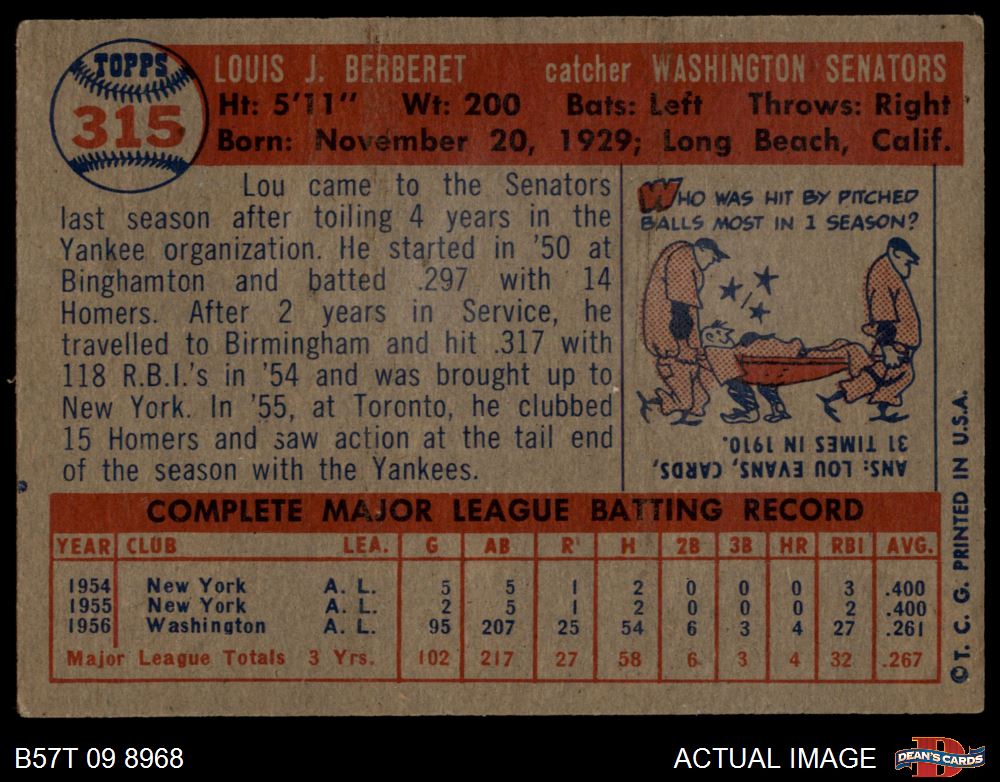 TOPPS
315
LOUIS J. BERBERET catcher WASHINGTON SENATORS
Ht: 5'11" Wt: 200 Bats: Left Throws: Right
Born: November 20, 1929; Long Beach, Calif.
Lou came to the Senators
last season after toiling 4 years in the
Yankee organization. He started in '50 at
Binghamton and batted .297 with 14
Homers. After 2 years in Service, he
travelled to Birmingham and hit .317 with
118 R.B.I.'s in '54 and was brought up to
New York. In '55, at Toronto, he clubbed
15 Homers and saw action at the tail end
of the season with the Yankees.
WHO WAS HIT BY PITCHED
BALLS MOST IN 1 SEASON?
ANS: LOU EVANS, CARDS,
31 TIMES IN 1910.
COMPLETE MAJOR LEAGUE BATTING RECORD
YEAR CLUB LEA. G AB R H 2B 3B HR RBI AVG.
1954 New York A. L. 5 5 1 2 0 0 0 3 .400
1955 New York A. L. 2 5 1 2 0 0 0 2 .400
1956 Washington A. L. 95 207 25 54 6 3 4 27 .261
Major League Totals 3 Yrs. 102 217 27 58 6 3 4 32 .267
©T. C. G. PRINTED IN U.S.A.
B57T 09 8968 ACTUAL IMAGE DEAN'S CARDS